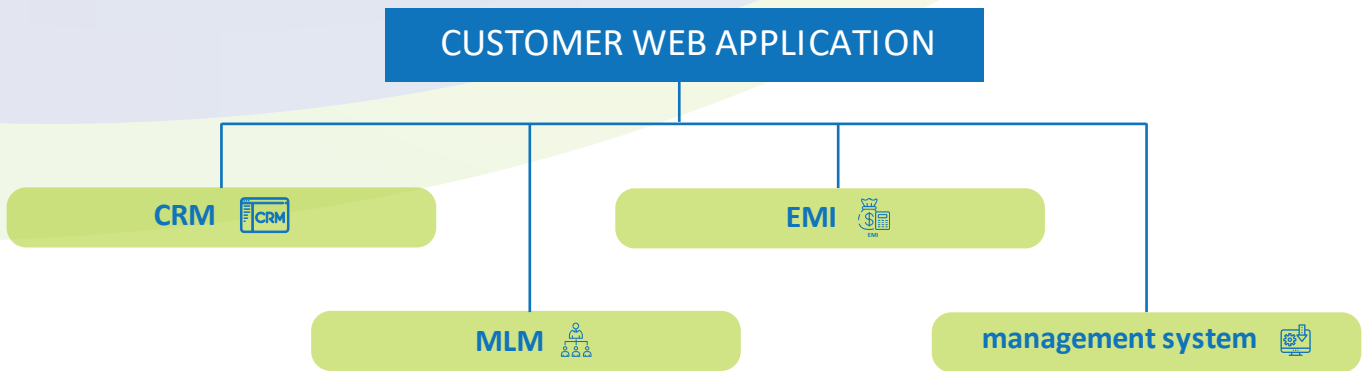 CUSTOMER WEB APPLICATION
CRM
CRM
EMI
EMI
MLM
management system